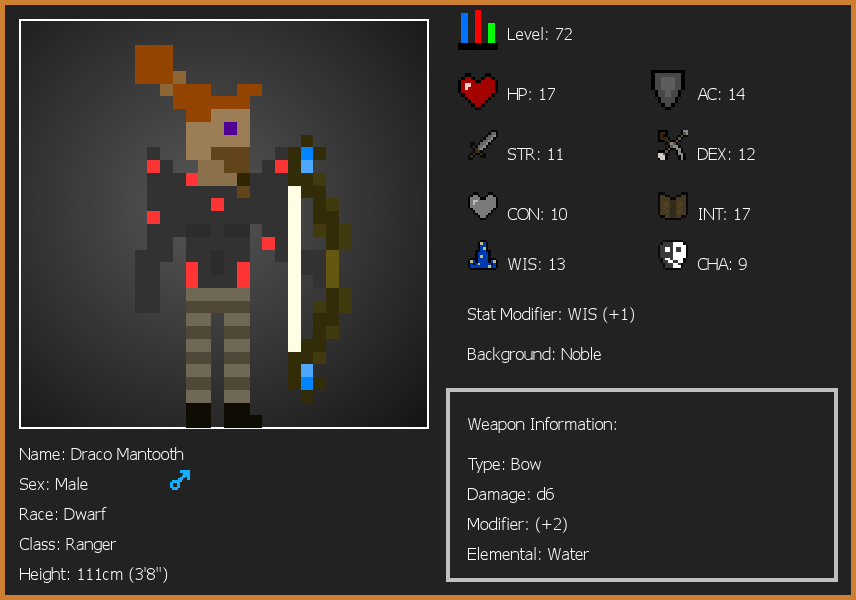 Level: 72
HP: 17
AC: 14
STR: 11
DEX: 12
CON: 10
INT: 17
WIS: 13
CHA: 9
Stat Modifier: WIS (+1)
Background: Noble
Weapon Information:
Type: Bow
Damage: d6
Modifier: (+2)
Elemental: Water
Name: Draco Mantooth
Sex: Male
Race: Dwarf
Class: Ranger
Height: 111cm (3'8")